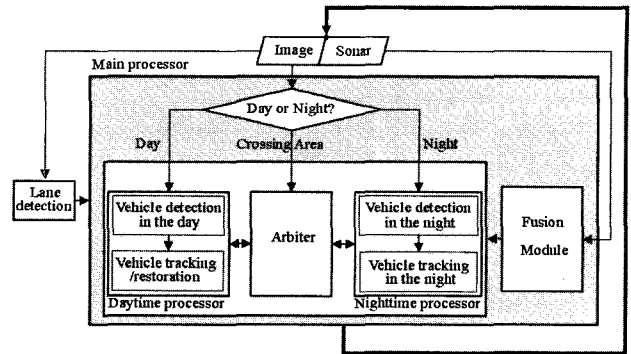 Image
Sonar
Main processor
Day or Night?
Day
Crossing Area
Night
Lane
detection
Vehicle detection
in the day
Vehicle tracking
/restoration
Daytime processor
Arbiter
Vehicle detection
in the night
Vehicle tracking
in the night
Nighttime processor
Fusion
Module